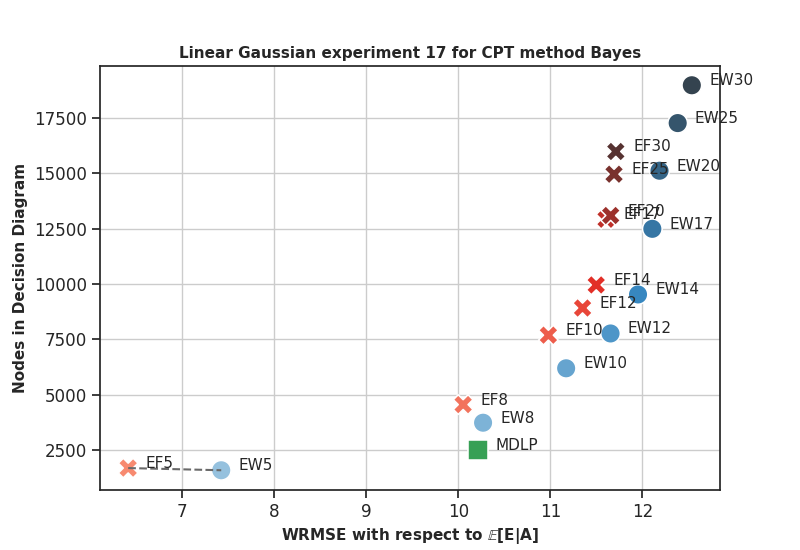 Linear Gaussian experiment 17 for CPT method Bayes
Nodes in Decision Diagram
17500
15000
12500
10000
7500
5000
2500
EW30
EW25
EF30
EF25
EW20
EF20
EF17
EW17
EF14
EW14
EF12
EF10
EW12
EW10
EF8
EW8
MDLP
EF5
EW5
7 8 9 10 11 12
WRMSE with respect to 𝔼[E|A]